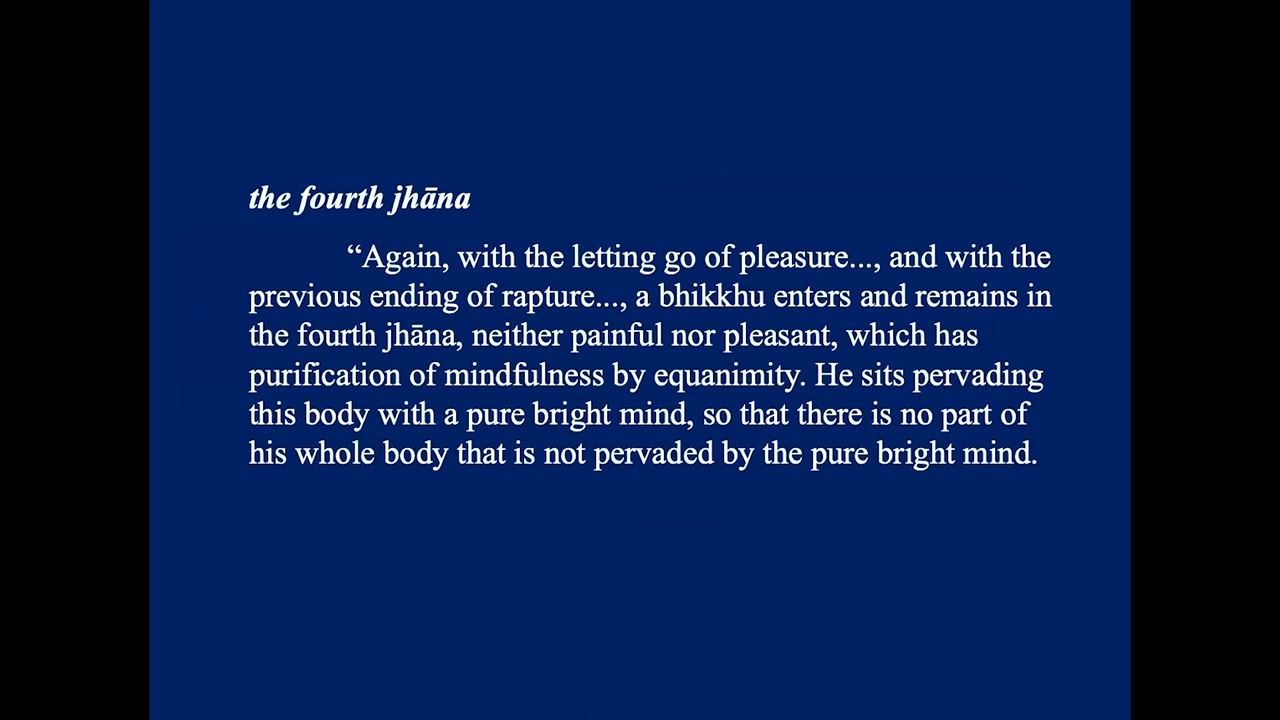 the fourth jhāna
“Again, with the letting go of pleasure..., and with the
previous ending of rapture..., a bhikkhu enters and remains in
the fourth jhāna, neither painful nor pleasant, which has
purification of mindfulness by equanimity. He sits pervading
this body with a pure bright mind, so that there is no part of
his whole body that is not pervaded by the pure bright mind.